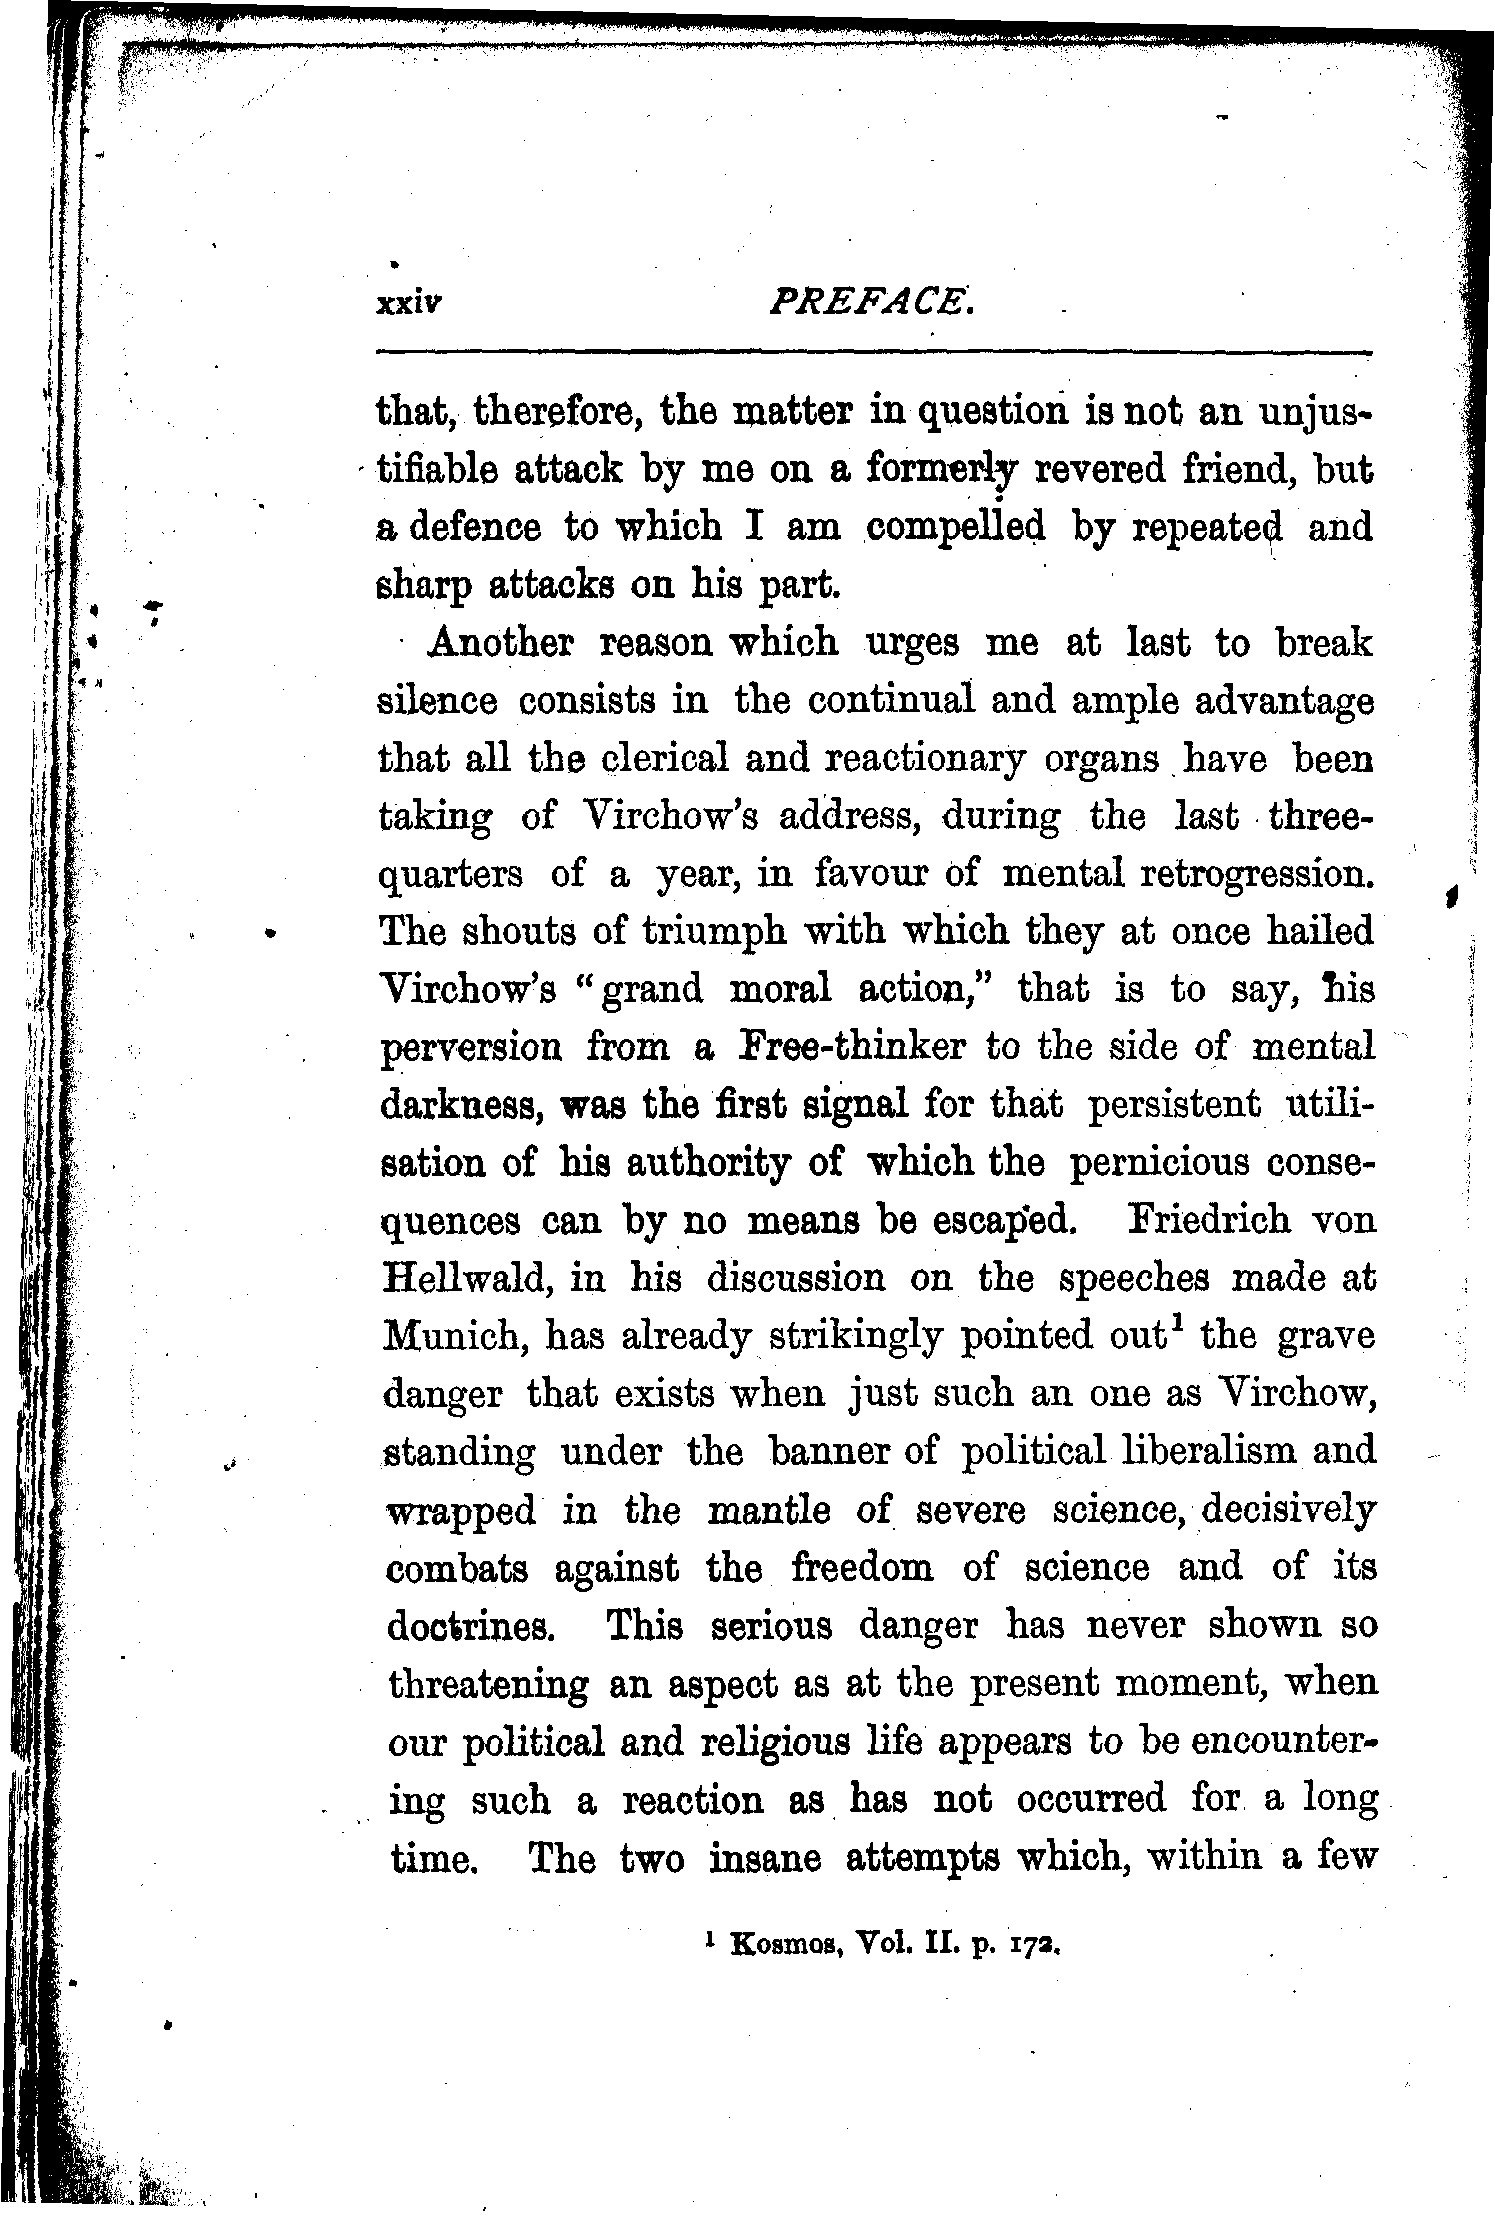 xxiv PREFACE.
that, therefore, the matter in question is not an unjus-
tifiable attack by me on a formerly revered friend, but
a defence to which I am compelled by repeated and
sharp attacks on his part.
Another reason which urges me at last to break
silence consists in the continual and ample advantage
that all the clerical and reactionary organs have been
taking of Virchow's address, during the last three-
quarters of a year, in favour of mental retrogression.
The shouts of triumph with which they at once hailed
Virchow's "grand moral action," that is to say, his
perversion from a Free-thinker to the side of mental
darkness, was the first signal for that persistent utili-
sation of his authority of which the pernicious conse-
quences can by no means be escaped. Friedrich von
Hellwald, in his discussion on the speeches made at
Munich, has already strikingly pointed out¹ the grave
danger that exists when just such an one as Virchow,
standing under the banner of political liberalism and
wrapped in the mantle of severe science, decisively
combats against the freedom of science and of its
doctrines. This serious danger has never shown so
threatening an aspect as at the present moment, when
our political and religious life appears to be encounter-
ing such a reaction as has not occurred for a long
time. The two insane attempts which, within a few
¹ Kosmos, Vol. II. p. 172.